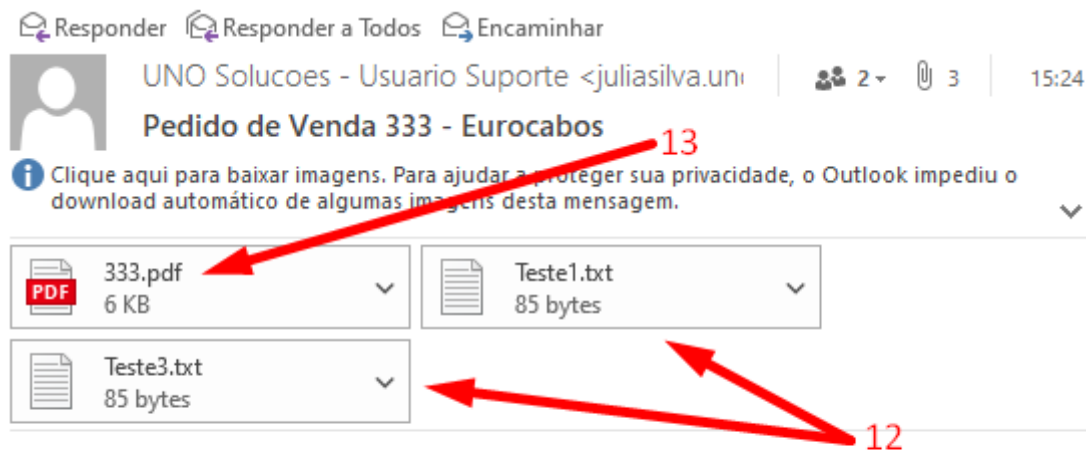 Responder Responder a Todos Encaminhar
UNO Solucoes - Usuario Suporte <juliasilva.un 2 3 15:24
Pedido de Venda 333 - Eurocabos
13
Clique aqui para baixar imagens. Para ajudar a proteger sua privacidade, o Outlook impediu o
download automático de algumas imagens desta mensagem.
PDF
333.pdf
6 KB
Teste1.txt
85 bytes
Teste3.txt
85 bytes
12